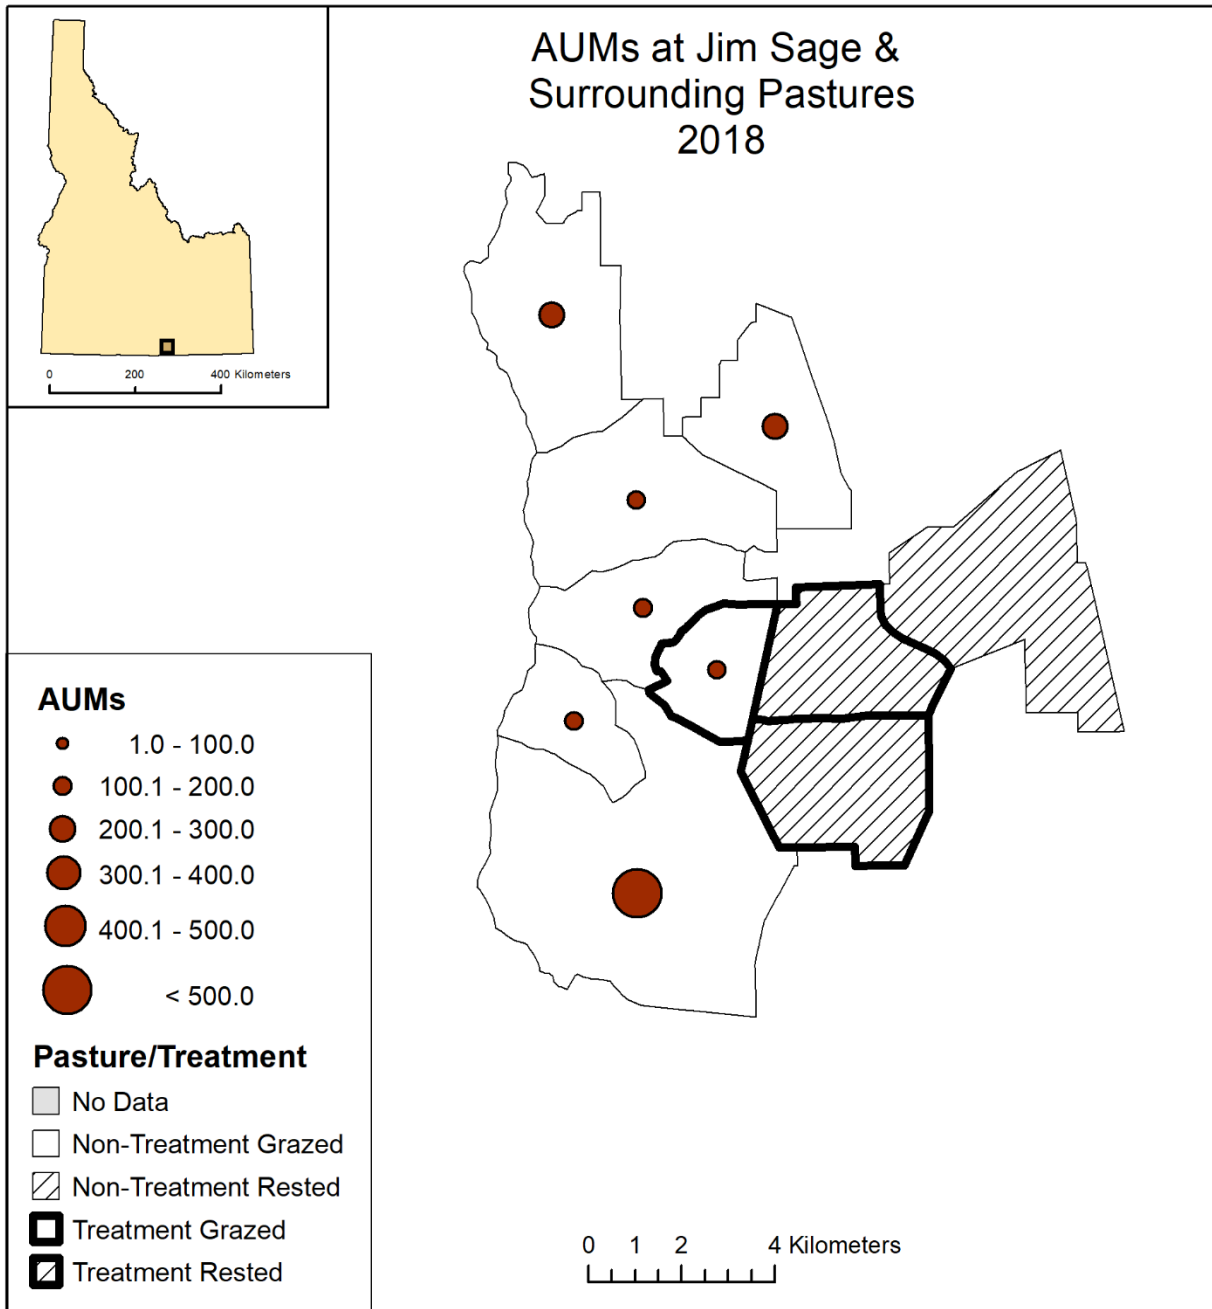 AUMs at Jim Sage &
Surrounding Pastures
2018
0 200 400 Kilometers
AUMs
1.0 - 100.0
100.1 - 200.0
200.1 - 300.0
300.1 - 400.0
400.1 - 500.0
< 500.0
Pasture/Treatment
No Data
Non-Treatment Grazed
Non-Treatment Rested
Treatment Grazed
Treatment Rested
0 1 2 4 Kilometers